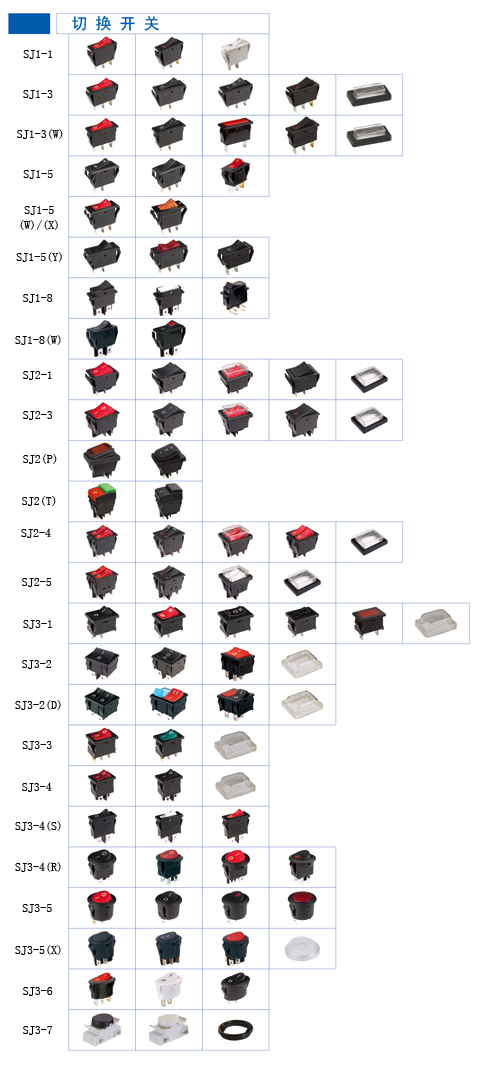 切换开关
SJ1-1
SJ1-3
SJ1-3(W)
SJ1-5
SJ1-5
(W)/(X)
SJ1-5(Y)
SJ1-8
SJ1-8(W)
SJ2-1
SJ2-3
SJ2(P)
SJ2(T)
SJ2-4
SJ2-5
SJ3-1
SJ3-2
SJ3-2(D)
SJ3-3
SJ3-4
SJ3-4(S)
SJ3-4(R)
SJ3-5
SJ3-5(X)
SJ3-6
SJ3-7